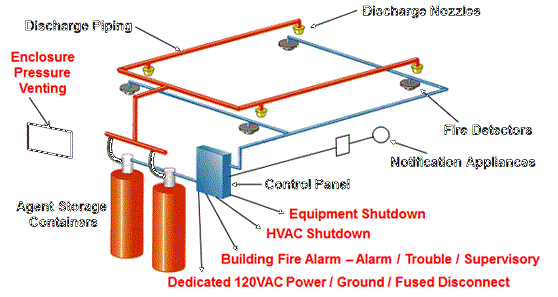 Discharge Piping
Discharge Nozzles
Enclosure
Pressure
Venting
Fire Detectors
Notification Appliances
Control Panel
Agent Storage
Containers
Equipment Shutdown
HVAC Shutdown
Building Fire Alarm – Alarm / Trouble / Supervisory
Dedicated 120VAC Power / Ground / Fused Disconnect